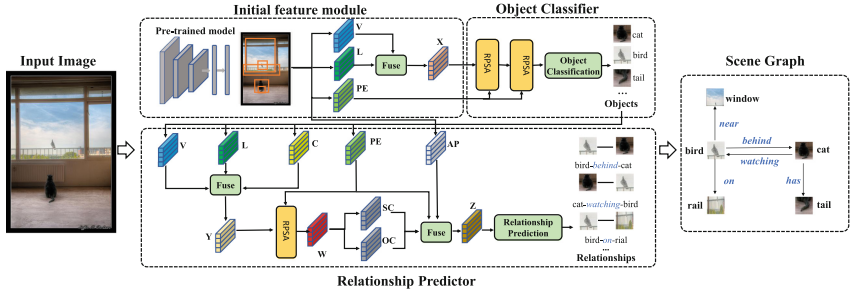 Initial feature module
Object Classifier
Pre-trained model
V
L
PE
Fuse
X
RPSA
RPSA
Object
Classification
cat
bird
tail
...
Objects
Input Image
Scene Graph
window
near
bird
behind
watching
cat
on
has
rail
tail
V
L
C
PE
AP
Fuse
Y
RPSA
W
SC
OC
Fuse
Z
Relationship
Prediction
bird-behind-cat
cat-watching-bird
bird-on-rial
...
Relationships
Relationship Predictor